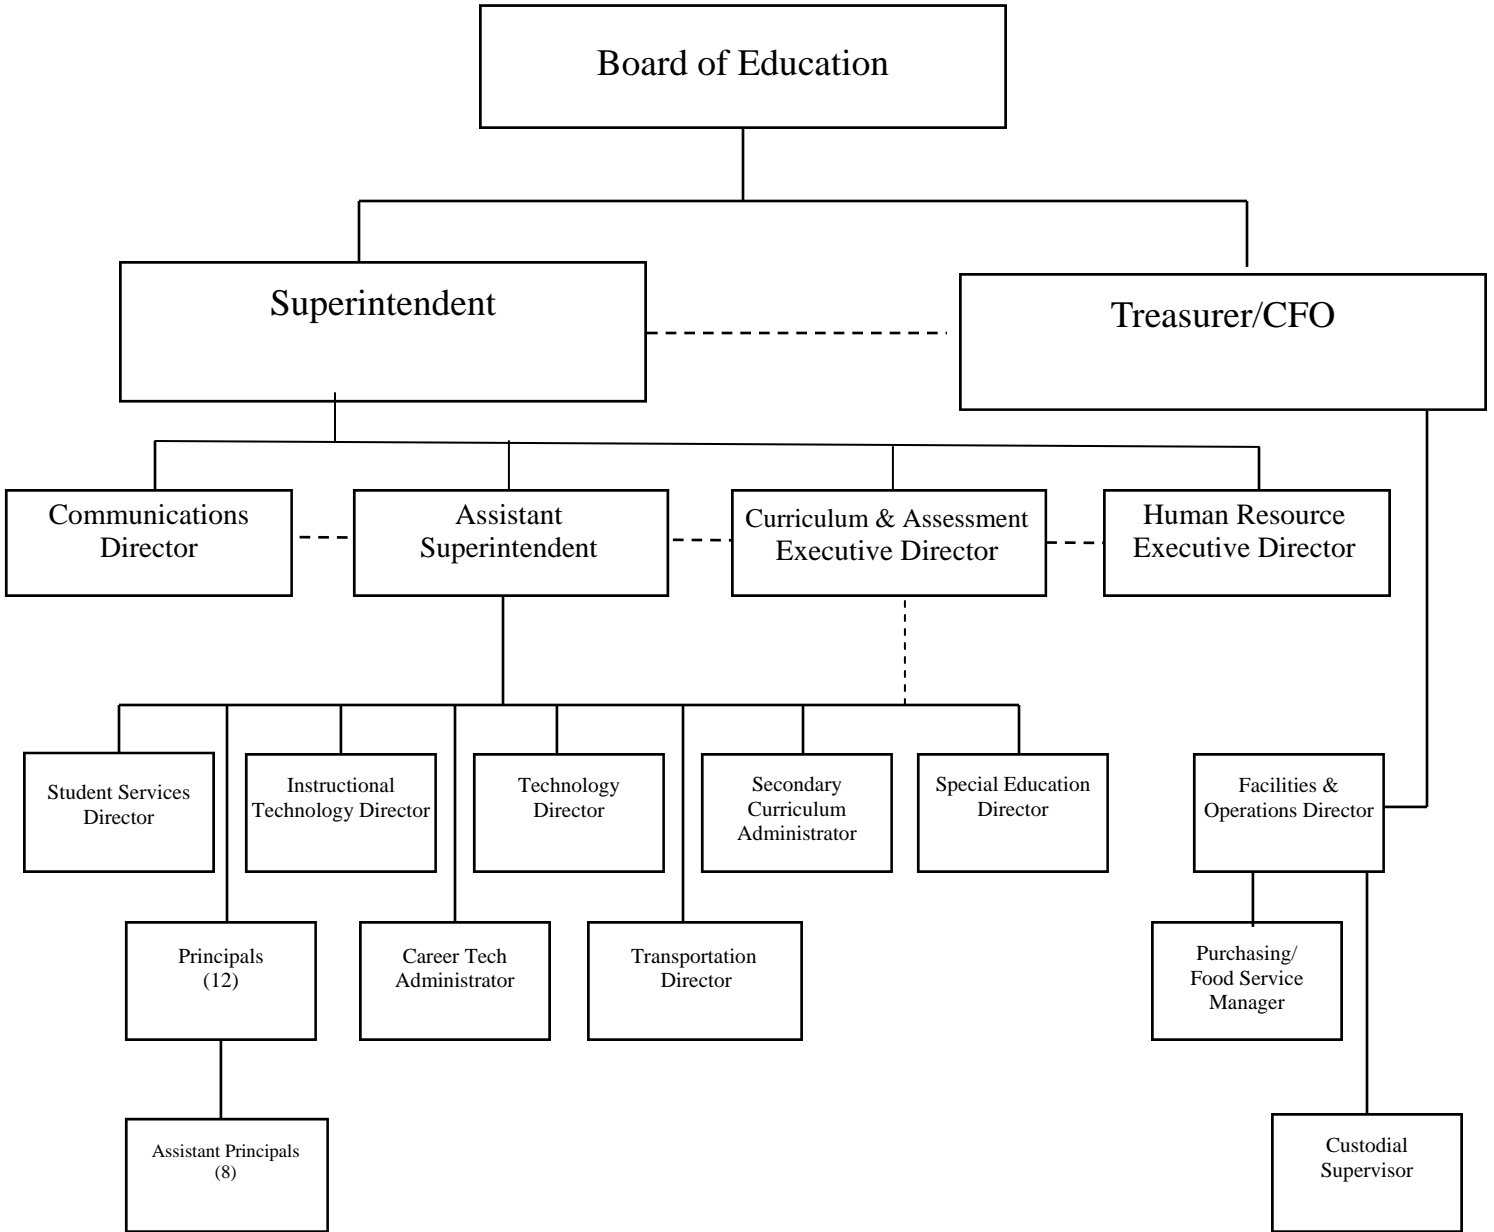 Board of Education
Superintendent
Treasurer/CFO
Communications
Director
Assistant
Superintendent
Curriculum & Assessment
Executive Director
Human Resource
Executive Director
Student Services
Director
Instructional
Technology Director
Technology
Director
Secondary
Curriculum
Administrator
Special Education
Director
Facilities &
Operations Director
Principals
(12)
Career Tech
Administrator
Transportation
Director
Purchasing/
Food Service
Manager
Assistant Principals
(8)
Custodial
Supervisor